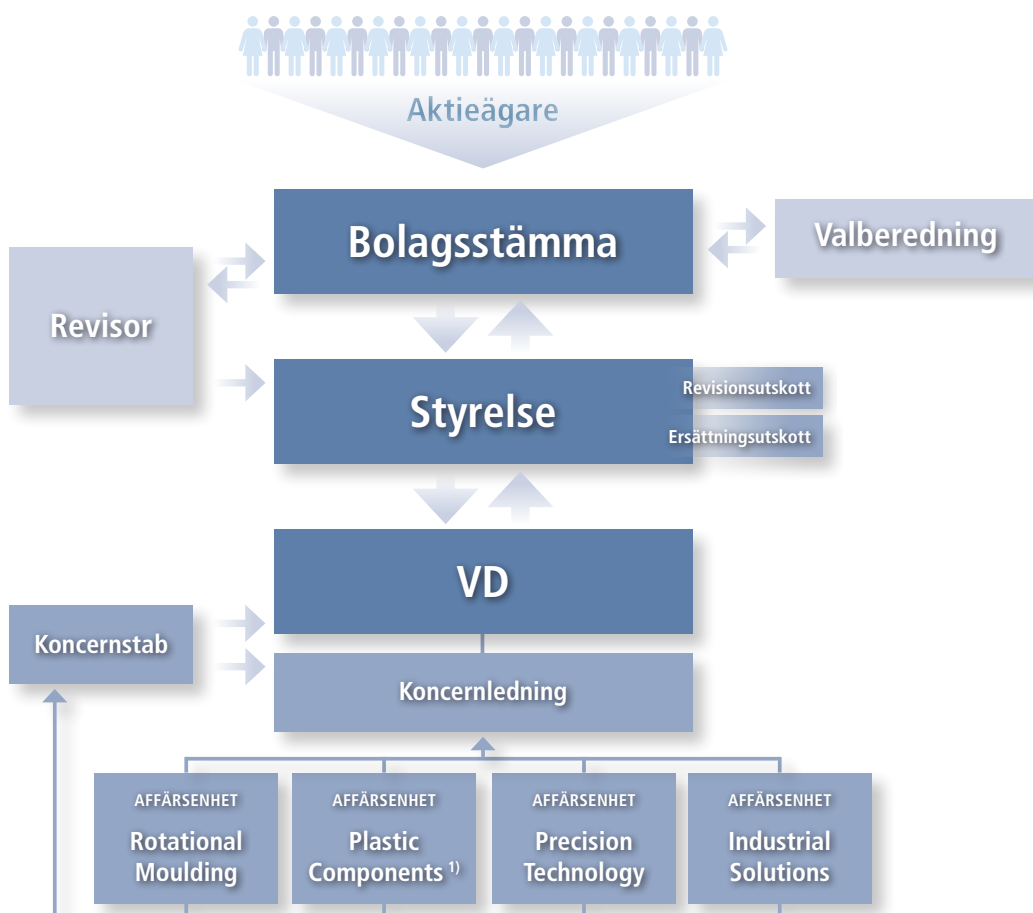 Aktieägare
Bolagsstämma
Valberedning
Revisor
Styrelse
Revisionsutskott
Ersättningsutskott
VD
Koncernstab
Koncernledning
AFFÄRSENHET
Rotational
Moulding
AFFÄRSENHET
Plastic
Components 1)
AFFÄRSENHET
Precision
Technology
AFFÄRSENHET
Industrial
Solutions